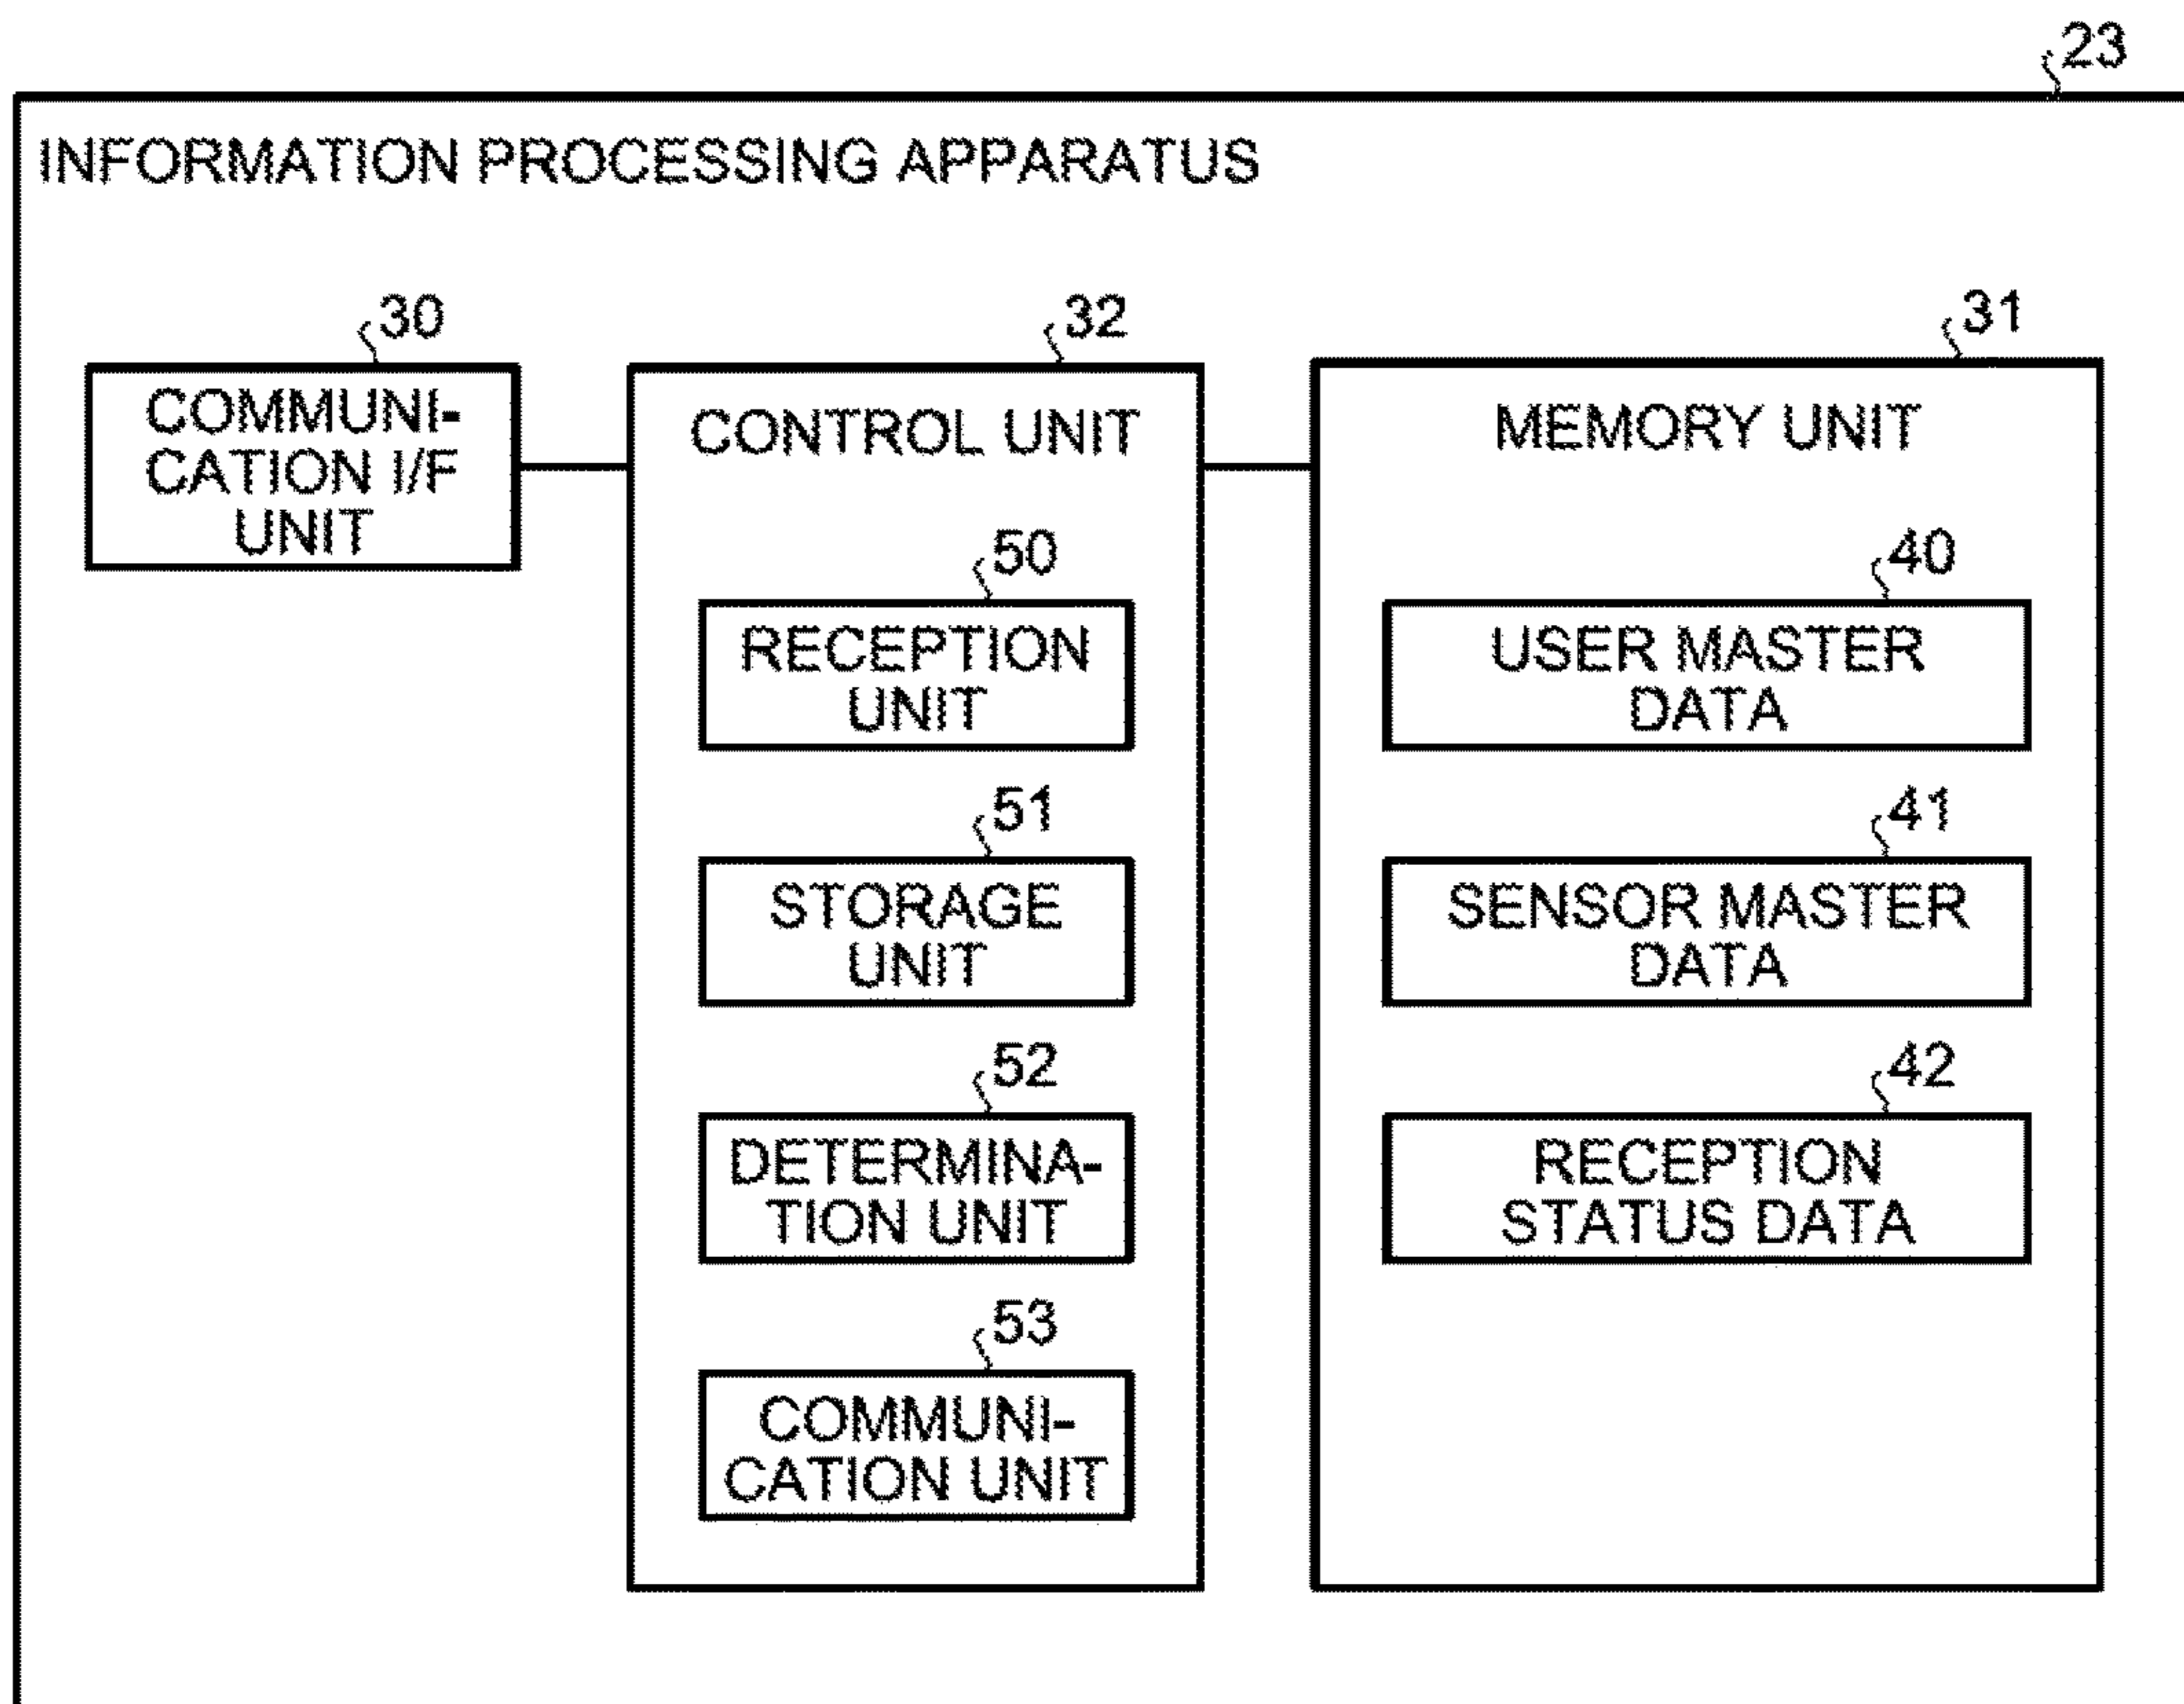 23
INFORMATION PROCESSING APPARATUS
30
COMMUNI-
CATION I/F
UNIT
32
CONTROL UNIT
50
RECEPTION
UNIT
51
STORAGE
UNIT
52
DETERMINA-
TION UNIT
53
COMMUNI-
CATION UNIT
31
MEMORY UNIT
40
USER MASTER
DATA
41
SENSOR MASTER
DATA
42
RECEPTION
STATUS DATA